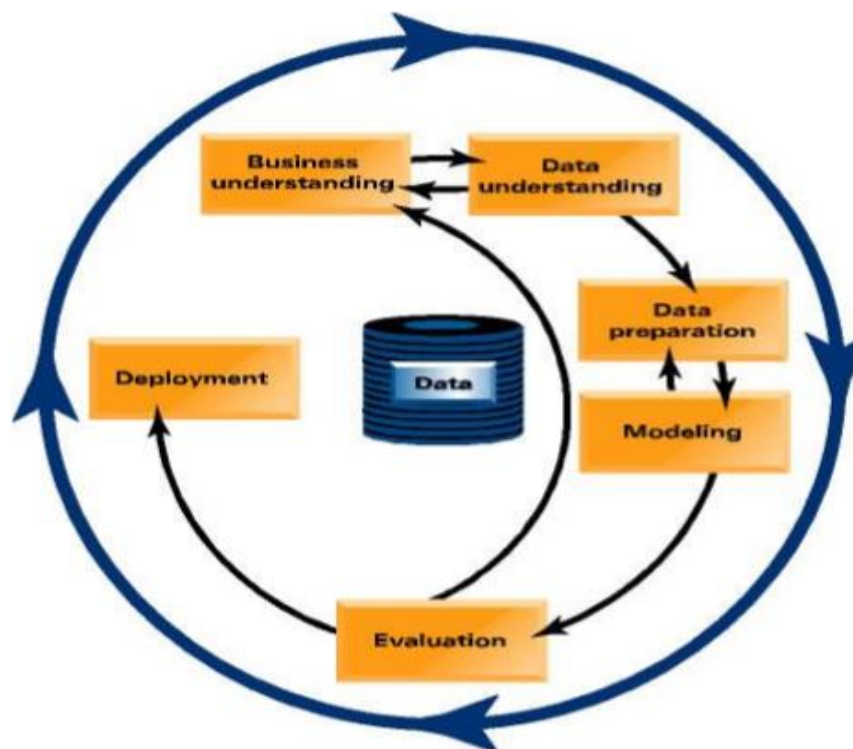 Business
understanding
Data
understanding
Data
preparation
Deployment
Data
Modeling
Evaluation